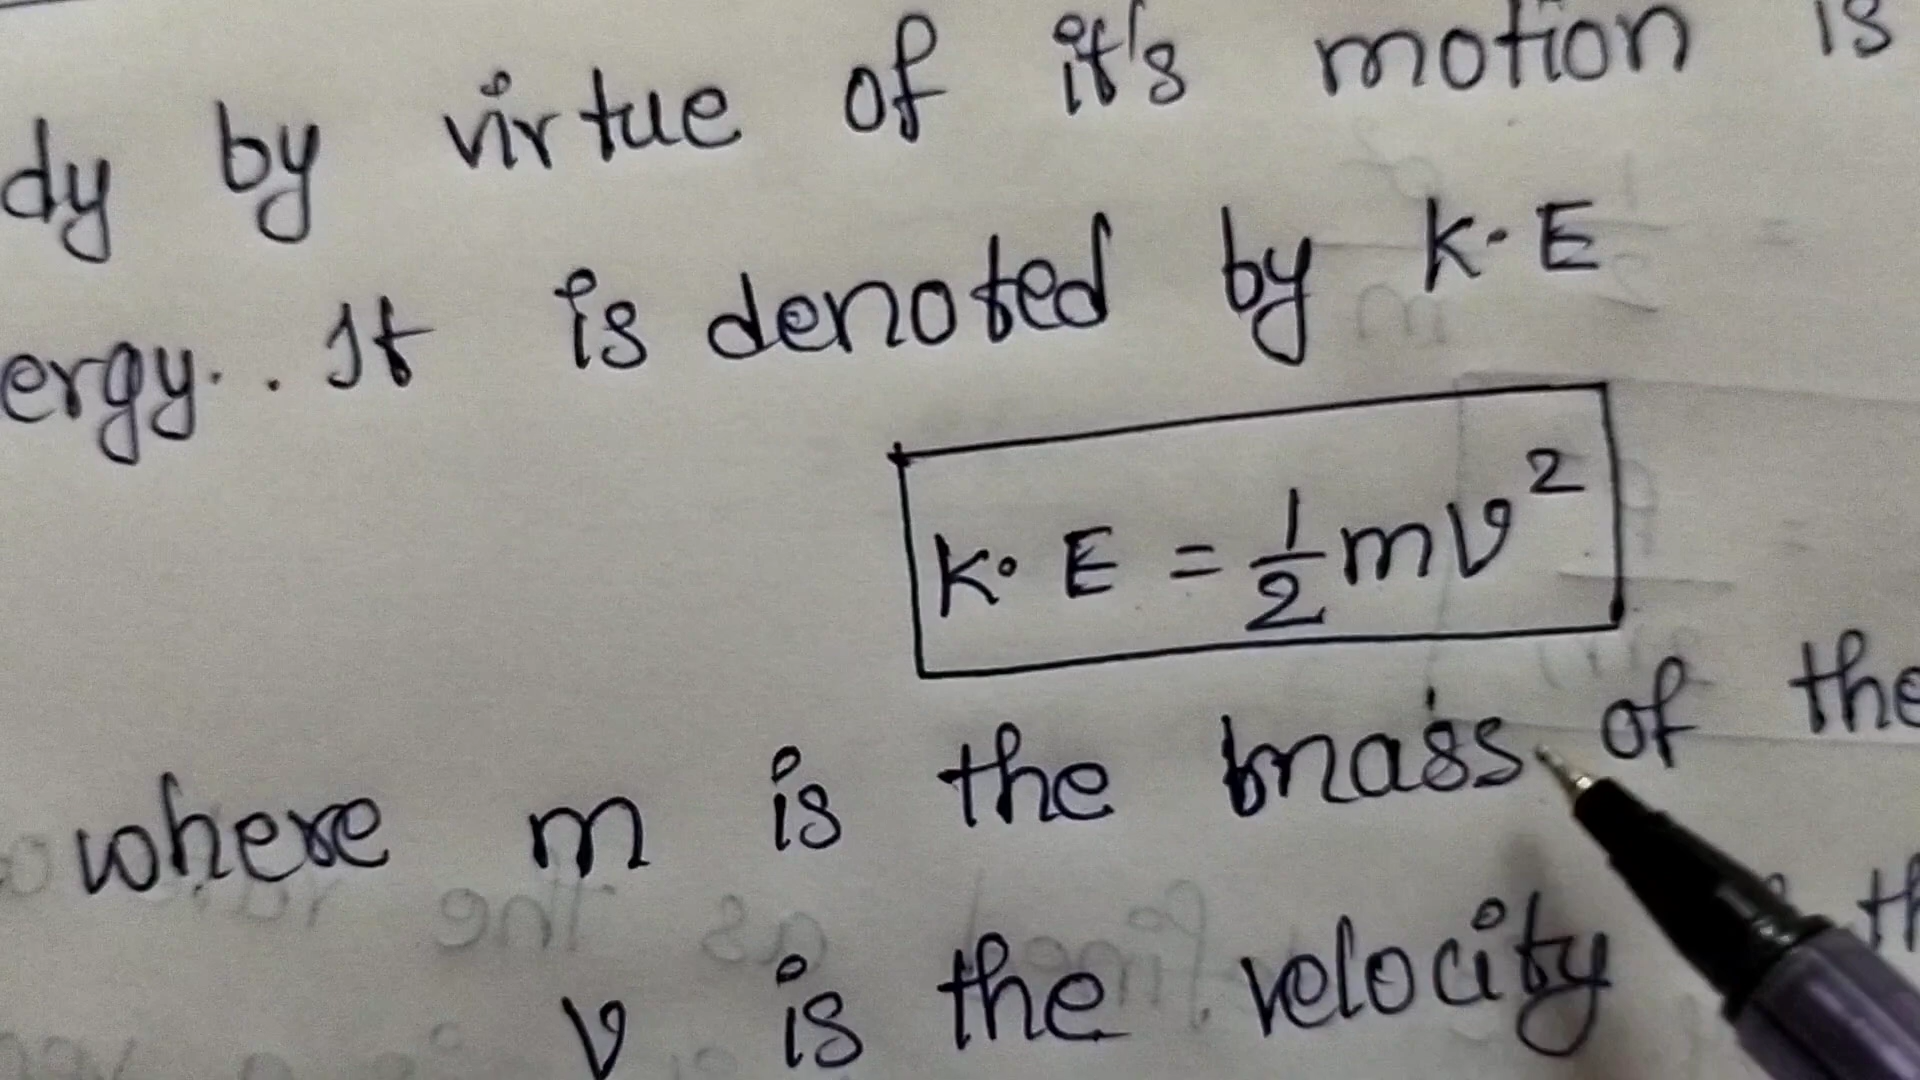 dy by virtue of it's motion is
ergy.. It is denoted by K.E
K. E = 1/2 mv²
where m is the mass of the
v is the velocity